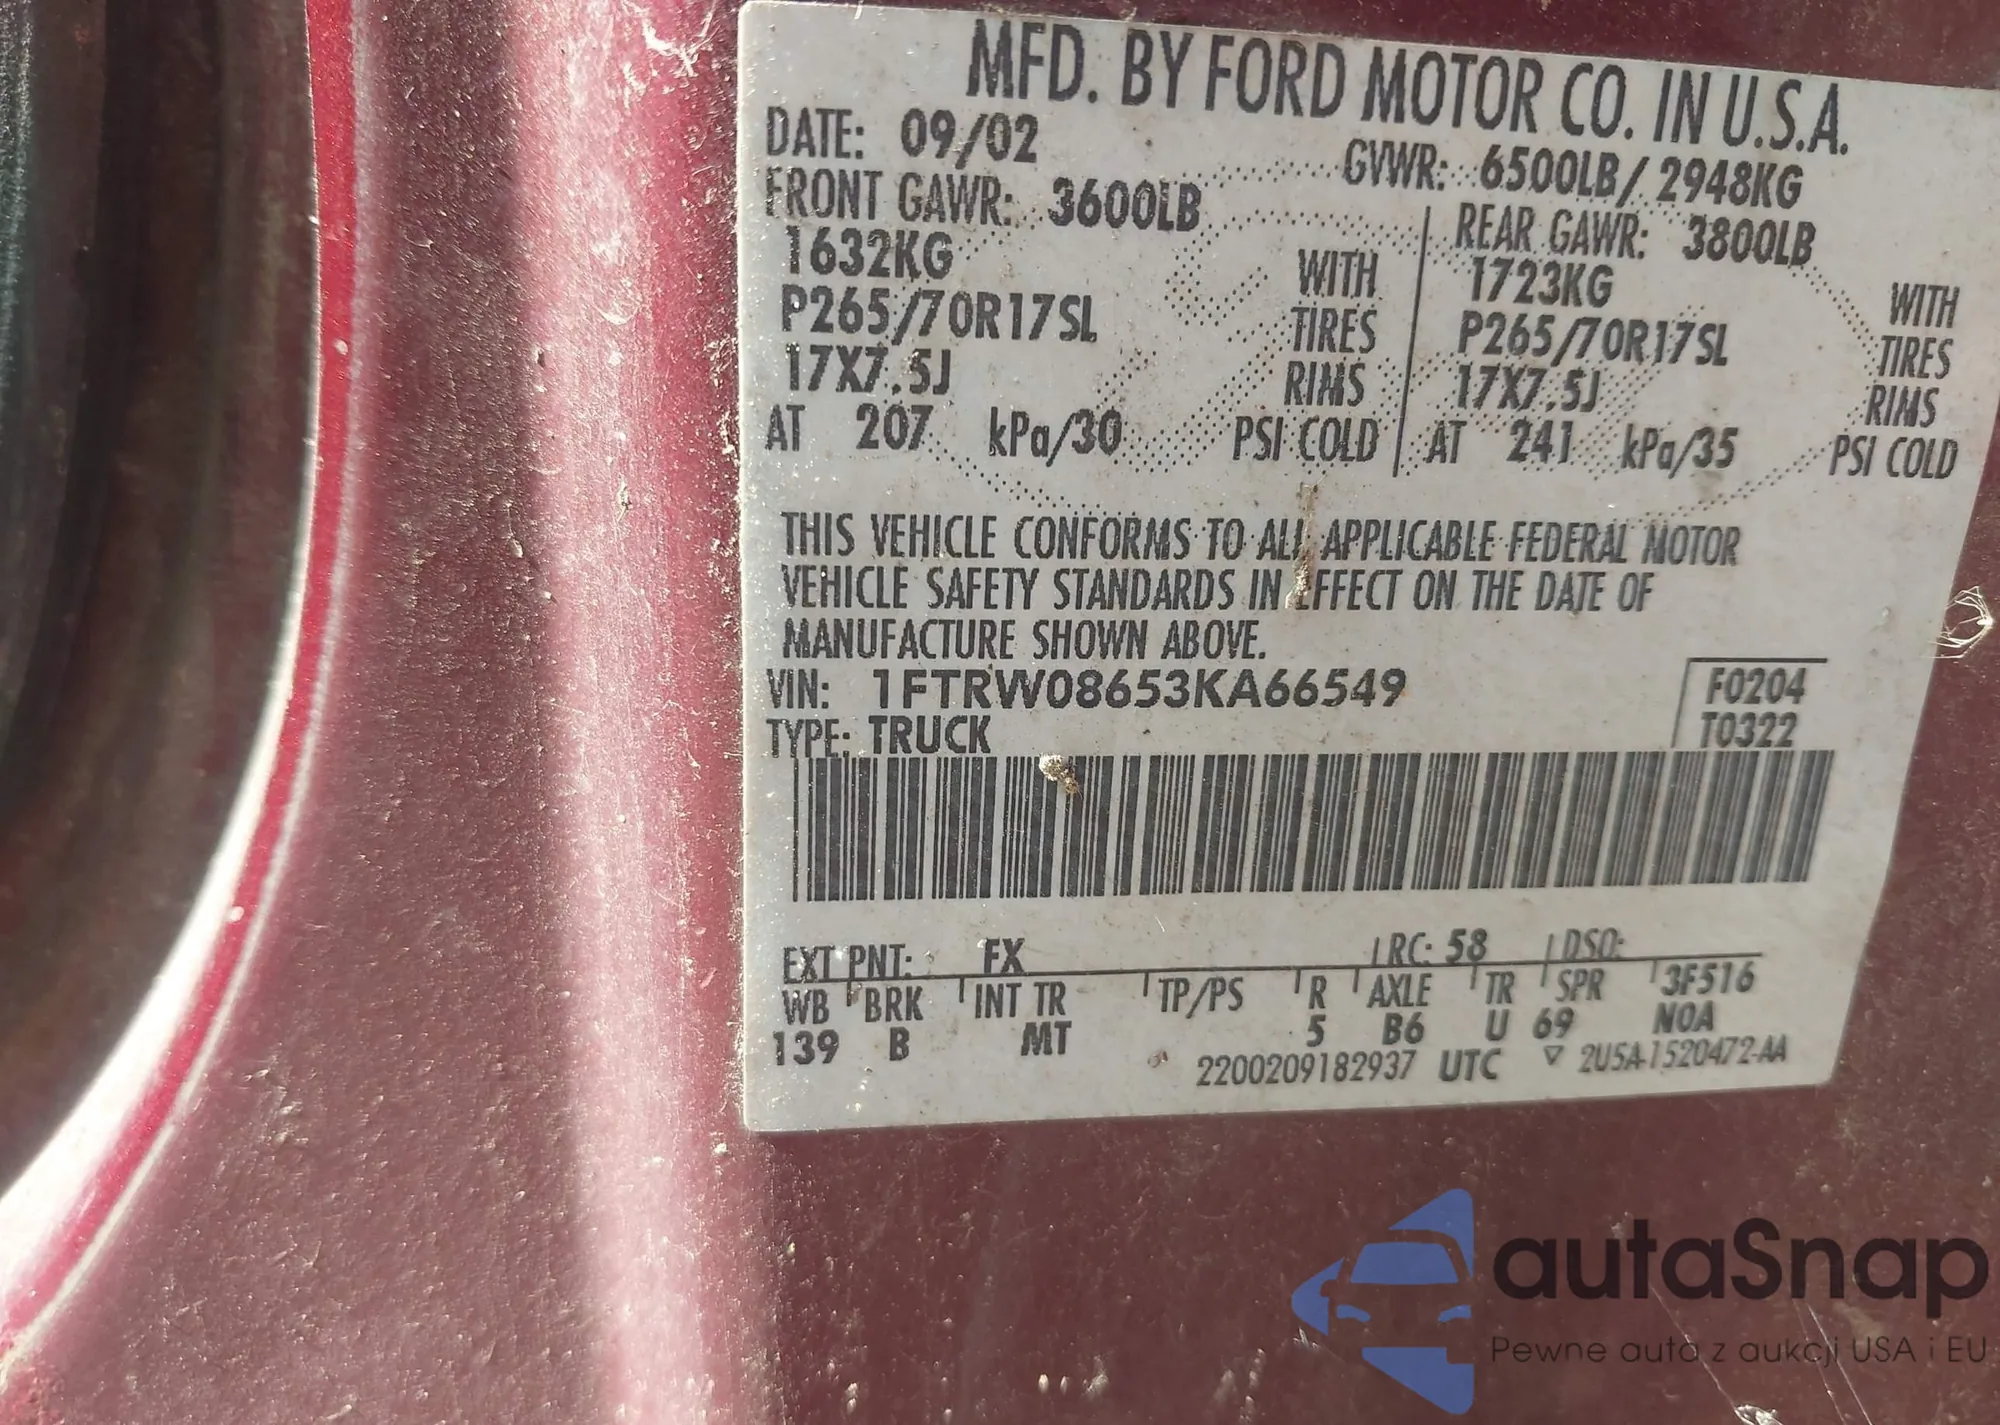 MFD. BY FORD MOTOR CO. IN U.S.A.
DATE: 09/02 GVWR: 6500LB/ 2948KG
FRONT GAWR: 3600LB REAR GAWR: 3800LB
1632KG WITH 1723KG WITH
P265/70R17SL TIRES P265/70R17SL TIRES
17X7.5J RIMS 17X7.5J RIMS
AT 207 kPa/30 PSI COLD AT 241 kPa/35 PSI COLD
THIS VEHICLE CONFORMS TO ALL APPLICABLE FEDERAL MOTOR
VEHICLE SAFETY STANDARDS IN EFFECT ON THE DATE OF
MANUFACTURE SHOWN ABOVE.
VIN: 1FTRW08653KA66549 F0204
TYPE: TRUCK T0322
EXT PNT: FX RC: 58 DSO:
WB BRK INT TR TP/PS R AXLE TR SPR 3F516
139 B MT 5 B6 U 69 NOA
2200209182937 UTC ▽ 2U5A-1520472-AA
autaSnap
Pewne auta z aukcji USA i EU